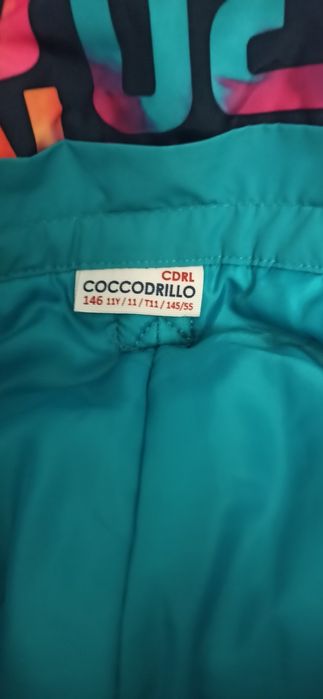 CDRL
COCCODRILLO
146 11Y / 11 / T11 / 145/55